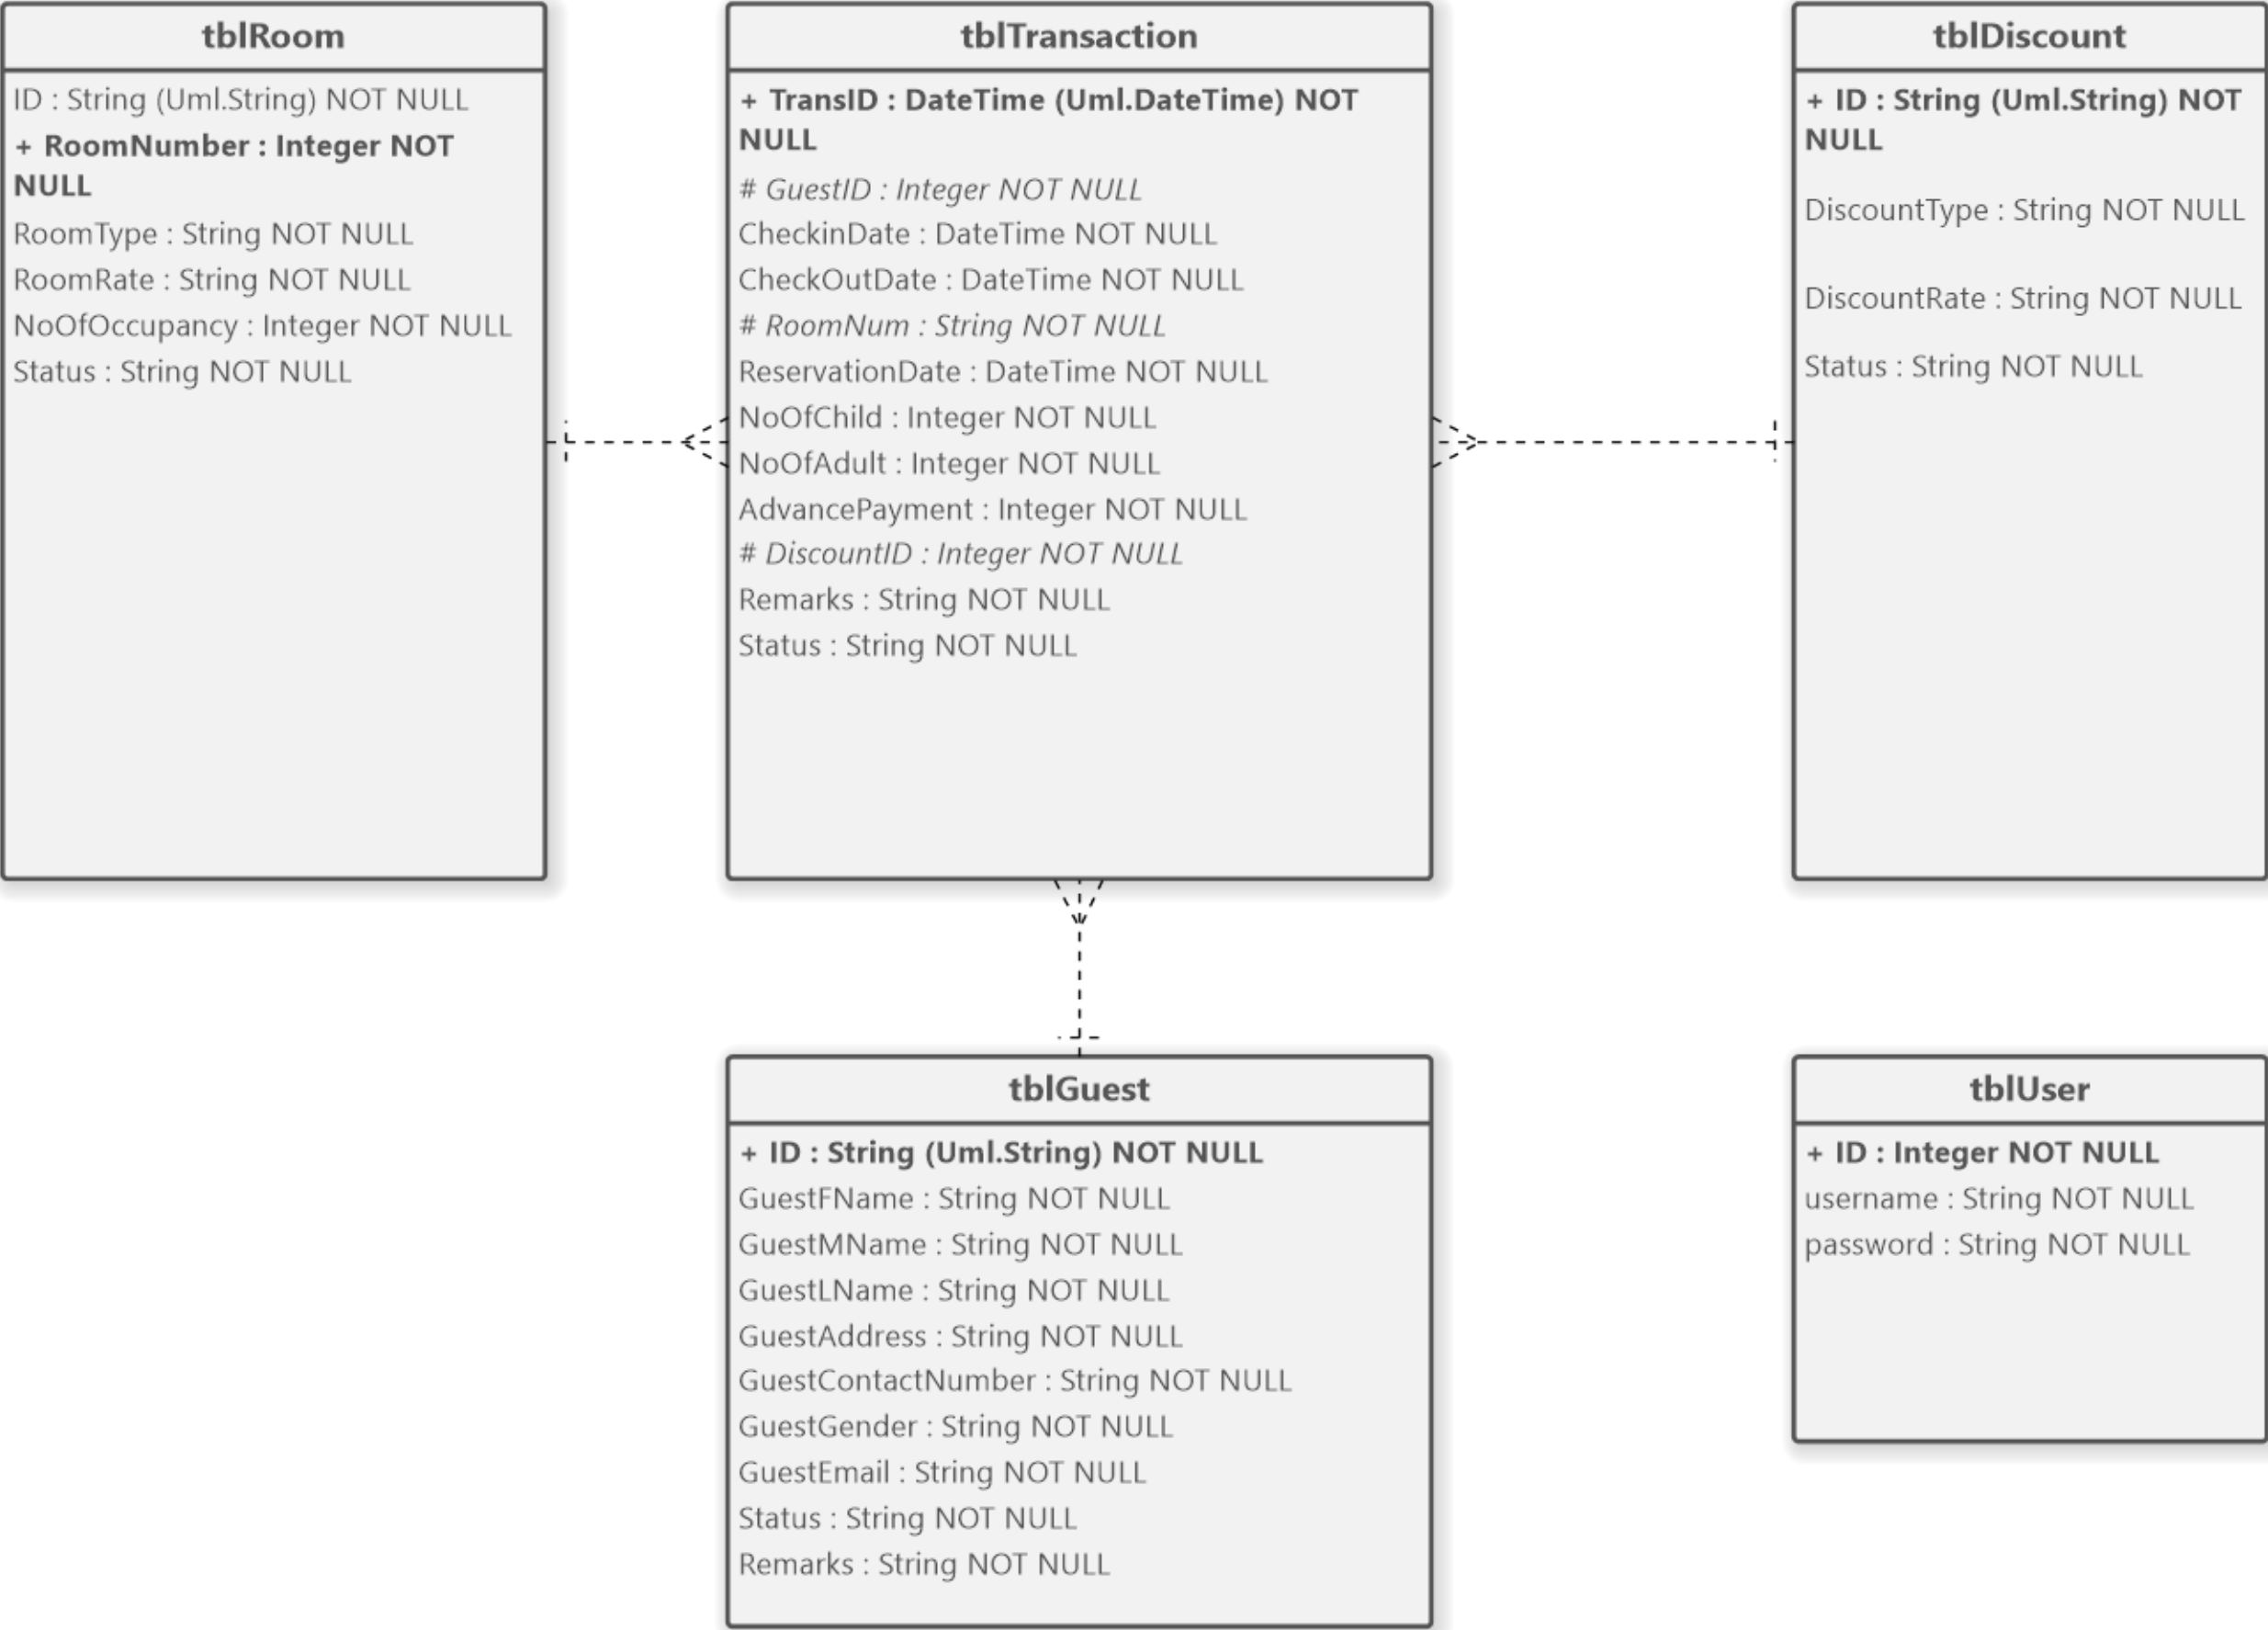 tblRoom
ID : String (Uml.String) NOT NULL
+ RoomNumber : Integer NOT
NULL
RoomType : String NOT NULL
RoomRate : String NOT NULL
NoOfOccupancy : Integer NOT NULL
Status : String NOT NULL
tblTransaction
+ TransID : DateTime (Uml.DateTime) NOT
NULL
# GuestID : Integer NOT NULL
CheckinDate : DateTime NOT NULL
CheckOutDate : DateTime NOT NULL
# RoomNum : String NOT NULL
ReservationDate : DateTime NOT NULL
NoOfChild : Integer NOT NULL
NoOfAdult : Integer NOT NULL
AdvancePayment : Integer NOT NULL
# DiscountID : Integer NOT NULL
Remarks : String NOT NULL
Status : String NOT NULL
tblDiscount
+ ID : String (Uml.String) NOT
NULL
DiscountType : String NOT NULL
DiscountRate : String NOT NULL
Status : String NOT NULL
tblGuest
+ ID : String (Uml.String) NOT NULL
GuestFName : String NOT NULL
GuestMName : String NOT NULL
GuestLName : String NOT NULL
GuestAddress : String NOT NULL
GuestContactNumber : String NOT NULL
GuestGender : String NOT NULL
GuestEmail : String NOT NULL
Status : String NOT NULL
Remarks : String NOT NULL
tblUser
+ ID : Integer NOT NULL
username : String NOT NULL
password : String NOT NULL